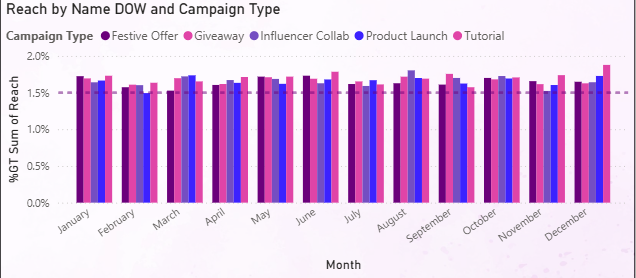 Reach by Name DOW and Campaign Type
Campaign Type Festive Offer Giveaway Influencer Collab Product Launch Tutorial
2.0%
1.5%
1.0%
0.5%
0.0%
%GT Sum of Reach
January February March April May June July August September October November December
Month